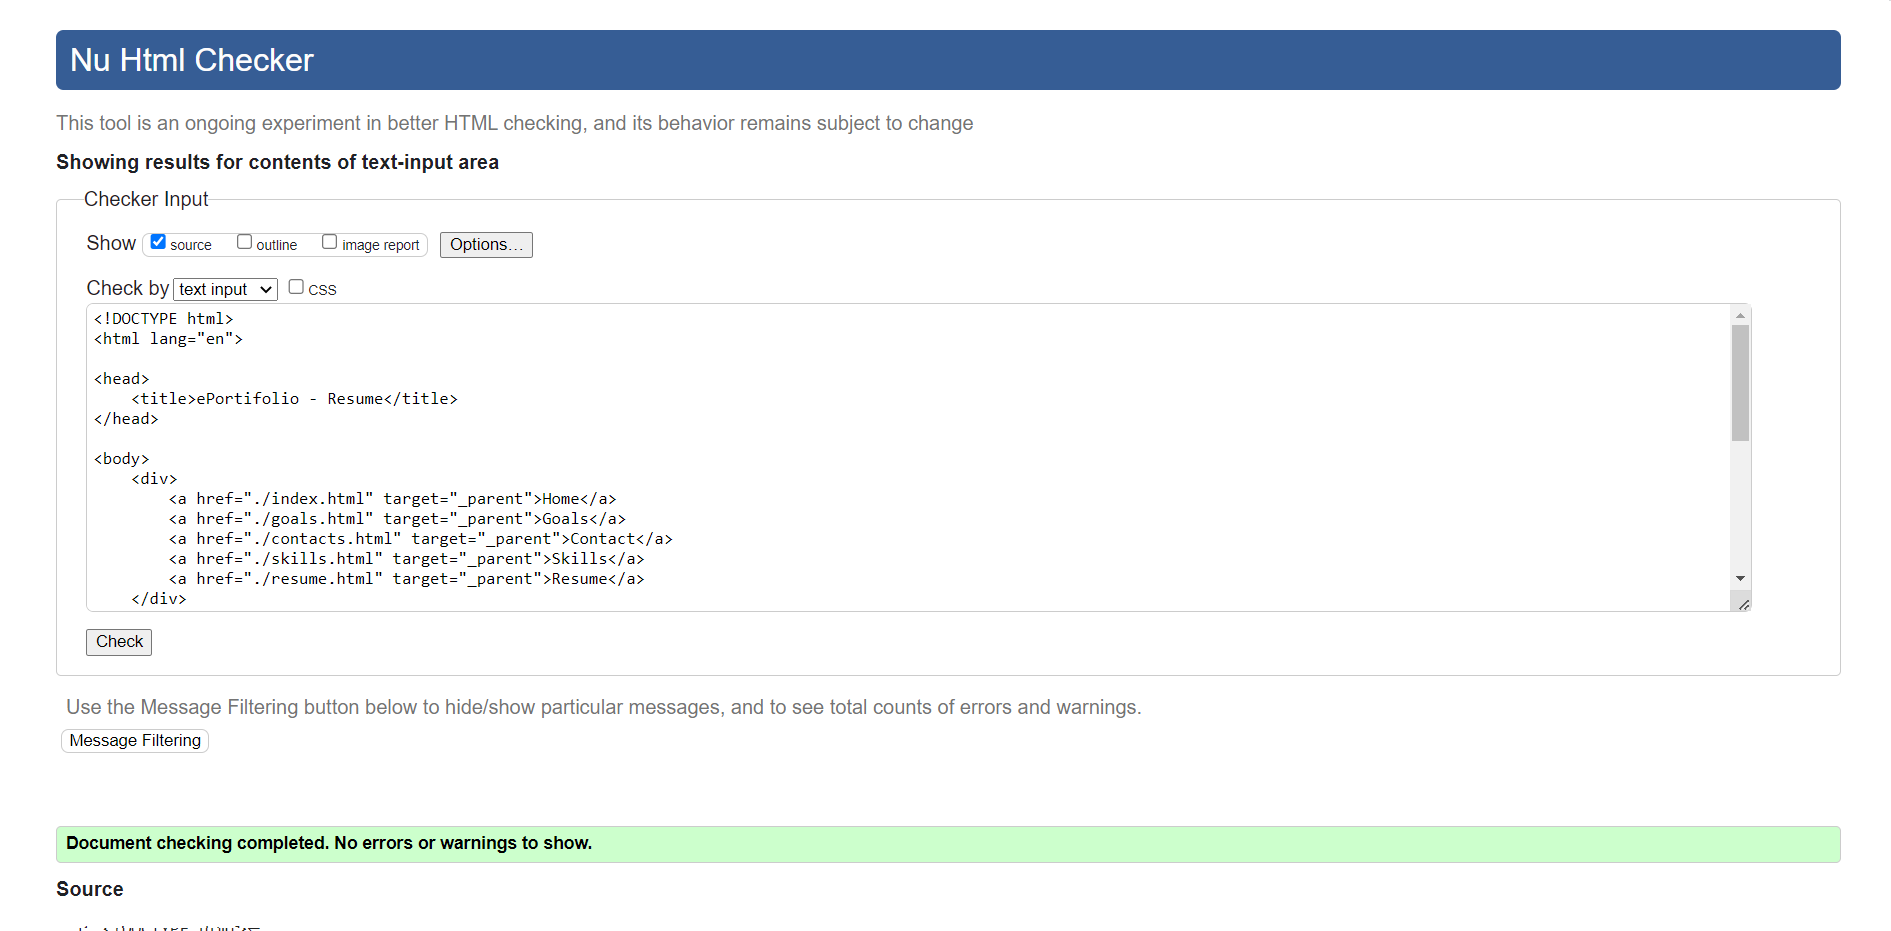 Nu Html Checker
This tool is an ongoing experiment in better HTML checking, and its behavior remains subject to change
Showing results for contents of text-input area
Checker Input
Show source outline image report Options...
Check by text input CSS
<!DOCTYPE html>
<html lang="en">
<head>
    <title>ePortifolio - Resume</title>
</head>
<body>
    <div>
        <a href="./index.html" target="_parent">Home</a>
        <a href="./goals.html" target="_parent">Goals</a>
        <a href="./contacts.html" target="_parent">Contact</a>
        <a href="./skills.html" target="_parent">Skills</a>
        <a href="./resume.html" target="_parent">Resume</a>
    </div>
Check
Use the Message Filtering button below to hide/show particular messages, and to see total counts of errors and warnings.
Message Filtering
Document checking completed. No errors or warnings to show.
Source